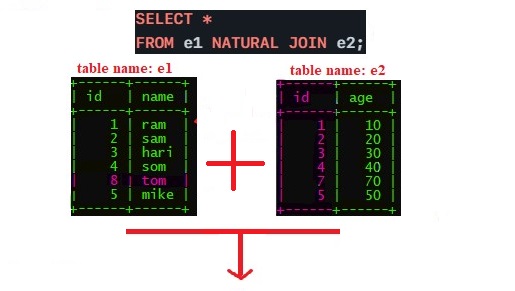 SELECT *
FROM e1 NATURAL JOIN e2;
table name: e1
+------+------+
| id | name |
+------+------+
| 1 | ram |
| 2 | sam |
| 3 | hari |
| 4 | som |
| 8 | tom |
| 5 | mike |
+------+------+
table name: e2
+------+------+
| id | age |
+------+------+
| 1 | 10 |
| 2 | 20 |
| 3 | 30 |
| 4 | 40 |
| 7 | 70 |
| 5 | 50 |
+------+------+